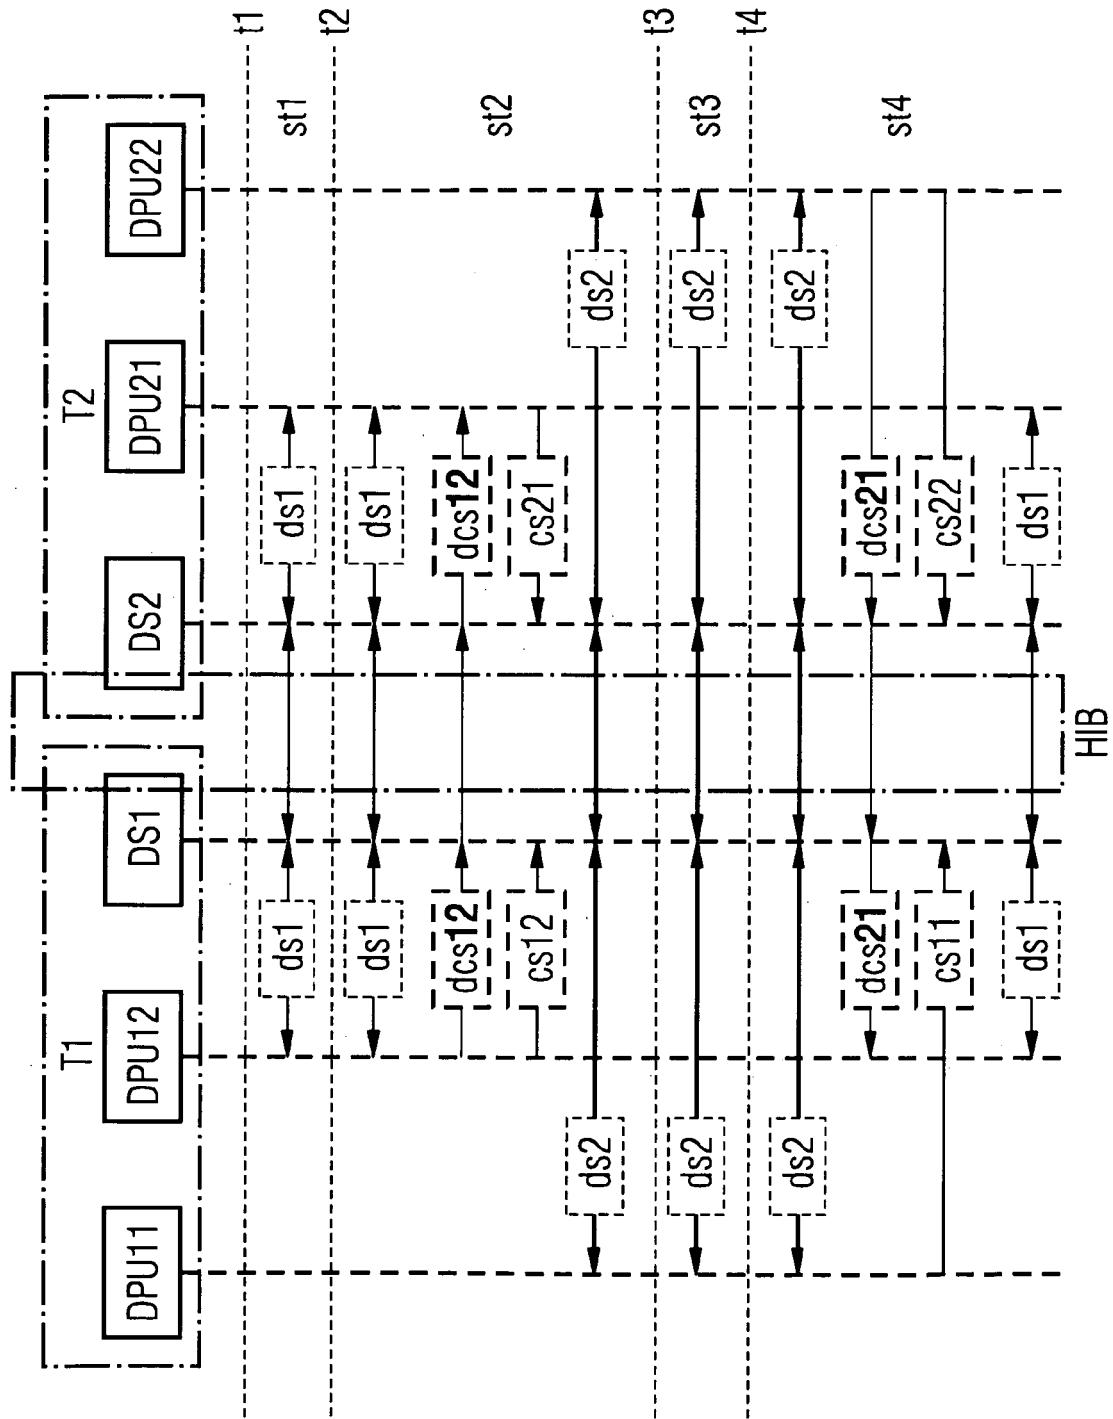 T1
T2
DPU11
DPU12
DS1
DS2
DPU21
DPU22
t1
ds1
ds1
st1
t2
ds1
ds1
st2
dcs12
dcs12
cs12
cs21
ds2
ds2
t3
ds2
ds2
st3
t4
ds2
ds2
dcs21
dcs21
st4
cs11
cs22
ds1
ds1
HIB